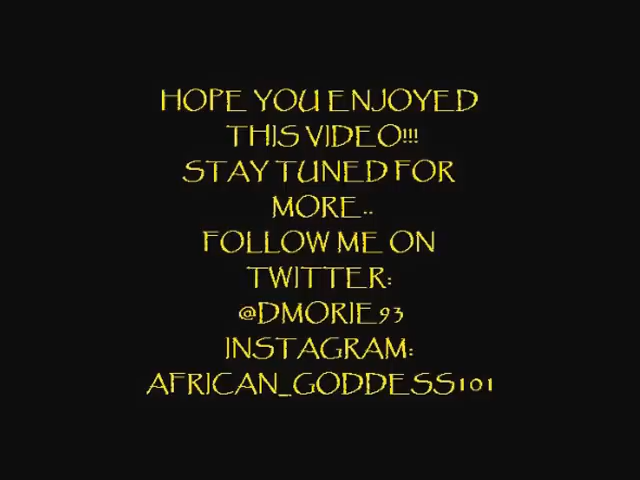 HOPE YOU ENJOYED
THIS VIDEO!!!
STAY TUNED FOR
MORE..
FOLLOW ME ON
TWITTER:
@DMORIE93
INSTAGRAM:
AFRICAN_GODDESS101